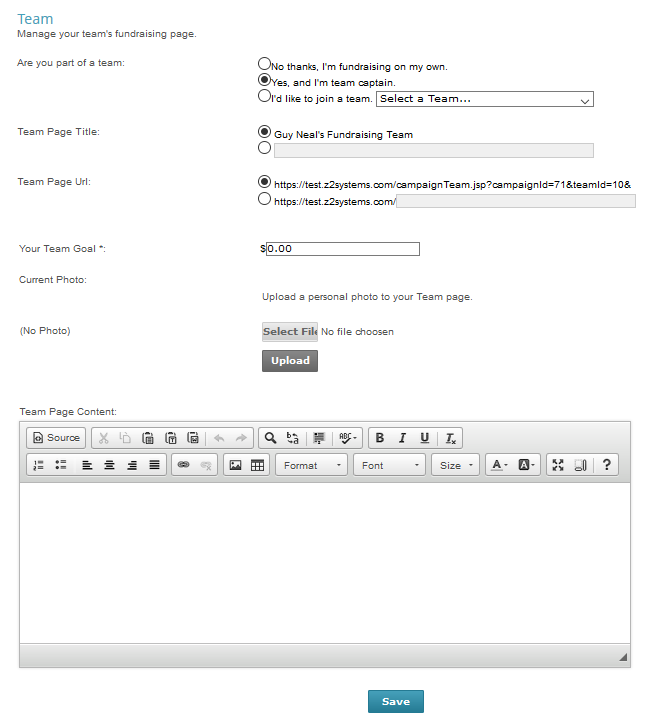 Team
Manage your team's fundraising page.
Are you part of a team:
No thanks, I'm fundraising on my own.
Yes, and I'm team captain.
I'd like to join a team. Select a Team...
Team Page Title:
Guy Neal's Fundraising Team
Team Page Url:
https://test.z2systems.com/campaignTeam.jsp?campaignId=71&teamId=10&
https://test.z2systems.com/
Your Team Goal *:
$0.00
Current Photo:
Upload a personal photo to your Team page.
(No Photo)
Select File No file choosen
Upload
Team Page Content:
Source
B I U Tx
Format Font Size A A ?
Save